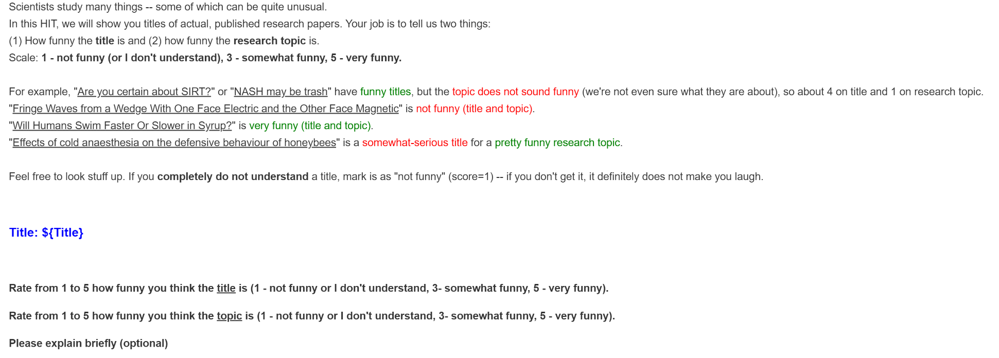 Scientists study many things -- some of which can be quite unusual.
In this HIT, we will show you titles of actual, published research papers. Your job is to tell us two things:
(1) How funny the title is and (2) how funny the research topic is.
Scale: 1 - not funny (or I don't understand), 3 - somewhat funny, 5 - very funny.
For example, "Are you certain about SIRT?" or "NASH may be trash" have funny titles, but the topic does not sound funny (we're not even sure what they are about), so about 4 on title and 1 on research topic.
"Fringe Waves from a Wedge With One Face Electric and the Other Face Magnetic" is not funny (title and topic).
"Will Humans Swim Faster Or Slower in Syrup?" is very funny (title and topic).
"Effects of cold anaesthesia on the defensive behaviour of honeybees" is a somewhat-serious title for a pretty funny research topic.
Feel free to look stuff up. If you completely do not understand a title, mark is as "not funny" (score=1) -- if you don't get it, it definitely does not make you laugh.
Title: ${Title}
Rate from 1 to 5 how funny you think the title is (1 - not funny or I don't understand, 3- somewhat funny, 5 - very funny).
Rate from 1 to 5 how funny you think the topic is (1 - not funny or I don't understand, 3- somewhat funny, 5 - very funny).
Please explain briefly (optional)